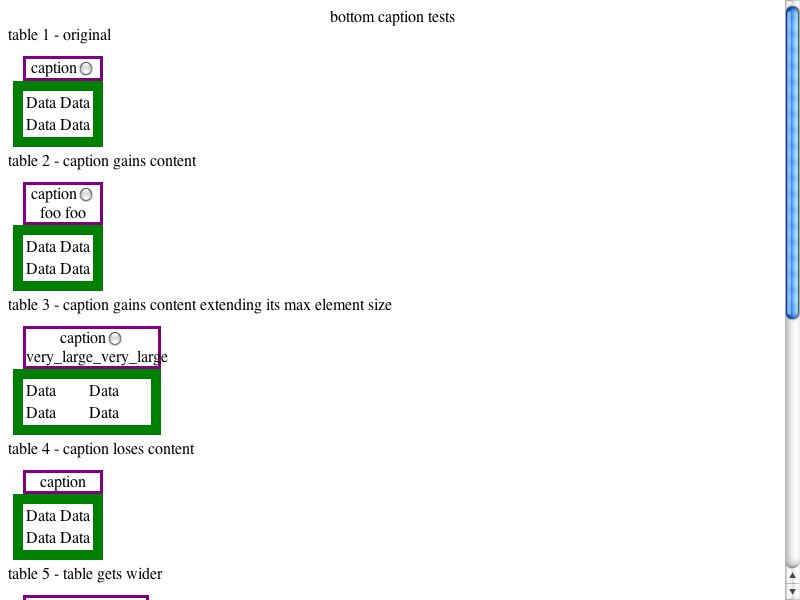 bottom caption tests
table 1 - original
caption
Data Data
Data Data
table 2 - caption gains content
caption
foo foo
Data Data
Data Data
table 3 - caption gains content extending its max element size
caption
very_large_very_large
Data Data
Data Data
table 4 - caption loses content
caption
Data Data
Data Data
table 5 - table gets wider